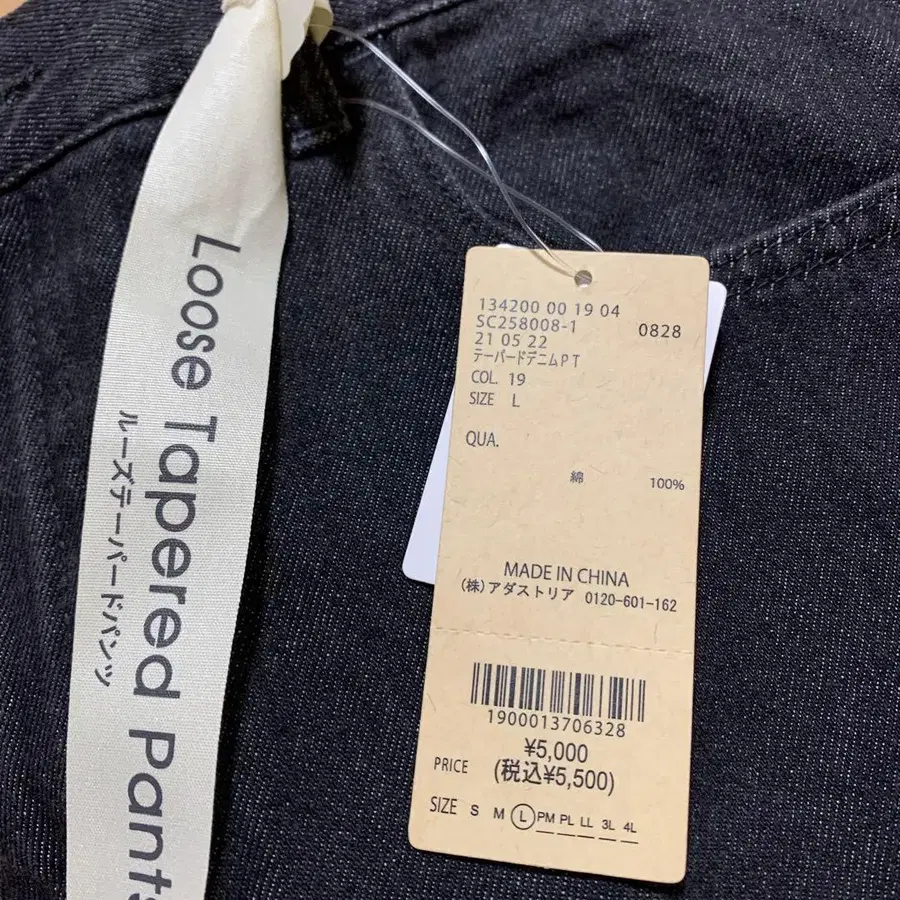 Loose Tapered Pants
ルーズテーパードパンツ
134200 00 19 04
SC258008-1 0828
21 05 22
テーパードデニムPT
COL. 19
SIZE L
QUA.
綿 100%
MADE IN CHINA
(株)アダストリア 0120-601-162
1900013706328
¥5,000
PRICE (税込¥5,500)
SIZE S M L PM PL LL 3L 4L